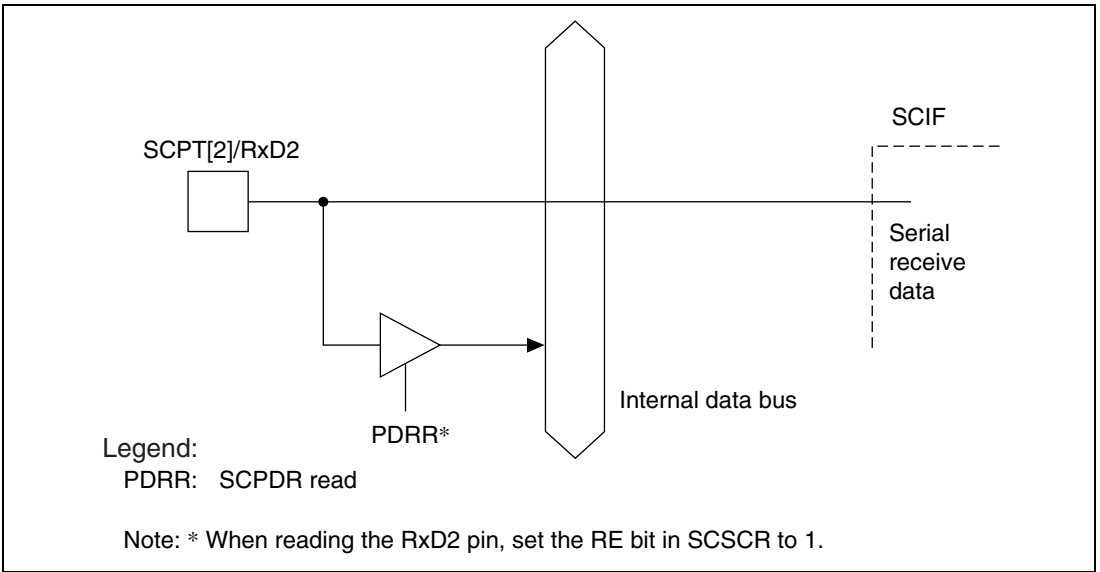 SCIF
SCPT[2]/RxD2
Serial
receive
data
Internal data bus
PDRR*
Legend:
PDRR: SCPDR read
Note: * When reading the RxD2 pin, set the RE bit in SCSCR to 1.